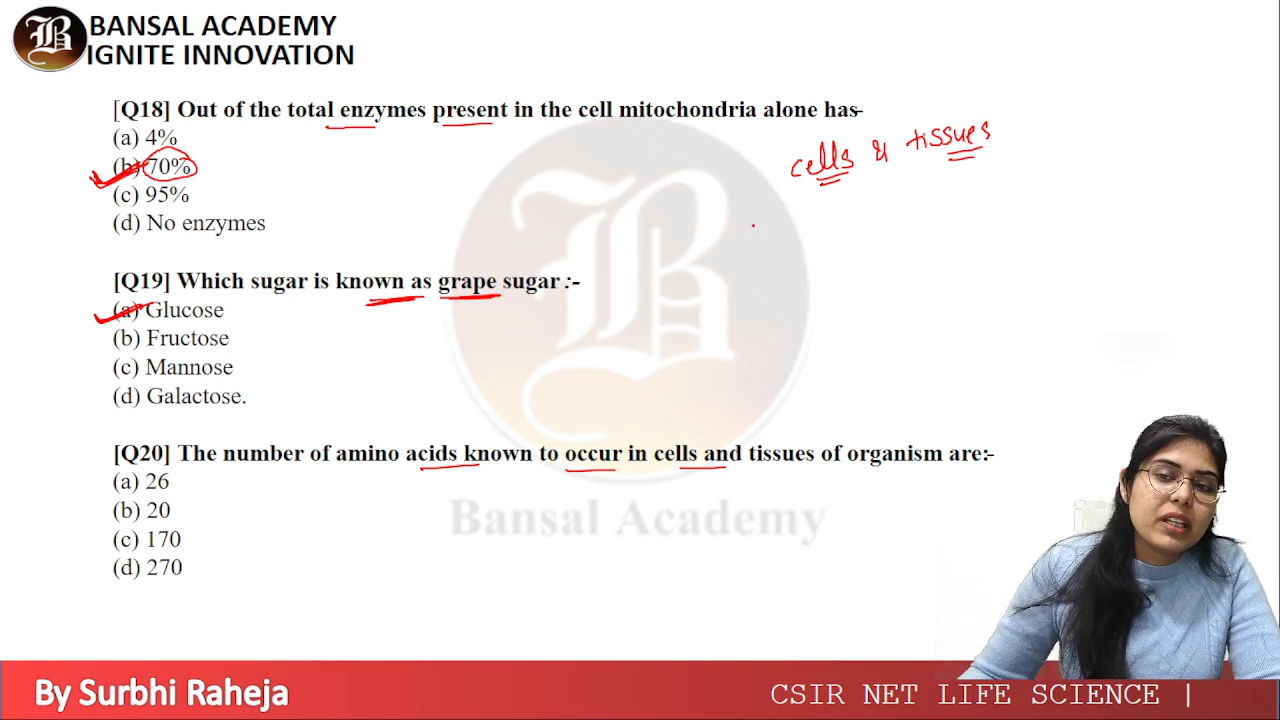 BANSAL ACADEMY
IGNITE INNOVATION
[Q18] Out of the total enzymes present in the cell mitochondria alone has-
(a) 4%
(b) 70%
(c) 95%
(d) No enzymes
cells & tissues
[Q19] Which sugar is known as grape sugar :-
(a) Glucose
(b) Fructose
(c) Mannose
(d) Galactose.
[Q20] The number of amino acids known to occur in cells and tissues of organism are:-
(a) 26
(b) 20
(c) 170
(d) 270
Bansal Academy
By Surbhi Raheja
CSIR NET LIFE SCIENCE |